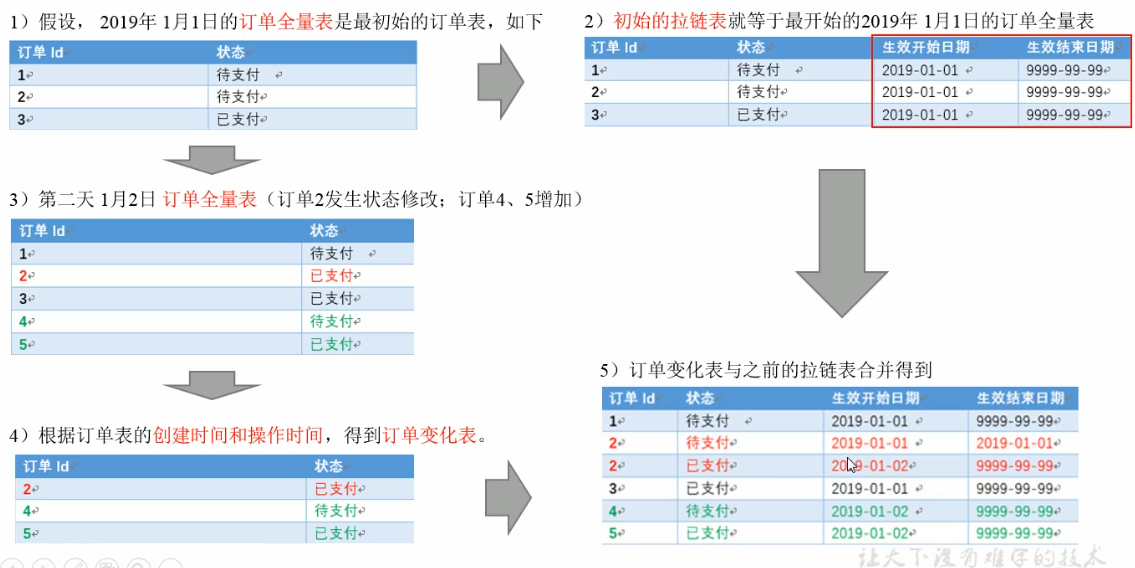 1）假设， 2019年 1月1日的订单全量表是最初始的订单表，如下
订单 Id 状态
1 待支付
2 待支付
3 已支付
2）初始的拉链表就等于最开始的2019年 1月1日的订单全量表
订单 Id 状态 生效开始日期 生效结束日期
1 待支付 2019-01-01 9999-99-99
2 待支付 2019-01-01 9999-99-99
3 已支付 2019-01-01 9999-99-99
3）第二天 1月2日 订单全量表（订单2发生状态修改；订单4、5增加）
订单 Id 状态
1 待支付
2 已支付
3 已支付
4 待支付
5 已支付
4）根据订单表的创建时间和操作时间，得到订单变化表。
订单 Id 状态
2 已支付
4 待支付
5 已支付
5）订单变化表与之前的拉链表合并得到
订单 Id 状态 生效开始日期 生效结束日期
1 待支付 2019-01-01 9999-99-99
2 待支付 2019-01-01 2019-01-01
2 已支付 2019-01-02 9999-99-99
3 已支付 2019-01-01 9999-99-99
4 待支付 2019-01-02 9999-99-99
5 已支付 2019-01-02 9999-99-99
让天下没有难学的技术